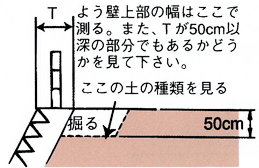 T
よう壁上部の幅はここで
測る。また、Tが50cm以
深の部分でもあるかどう
かを見て下さい。
ここの土の種類を見る
掘る
50cm